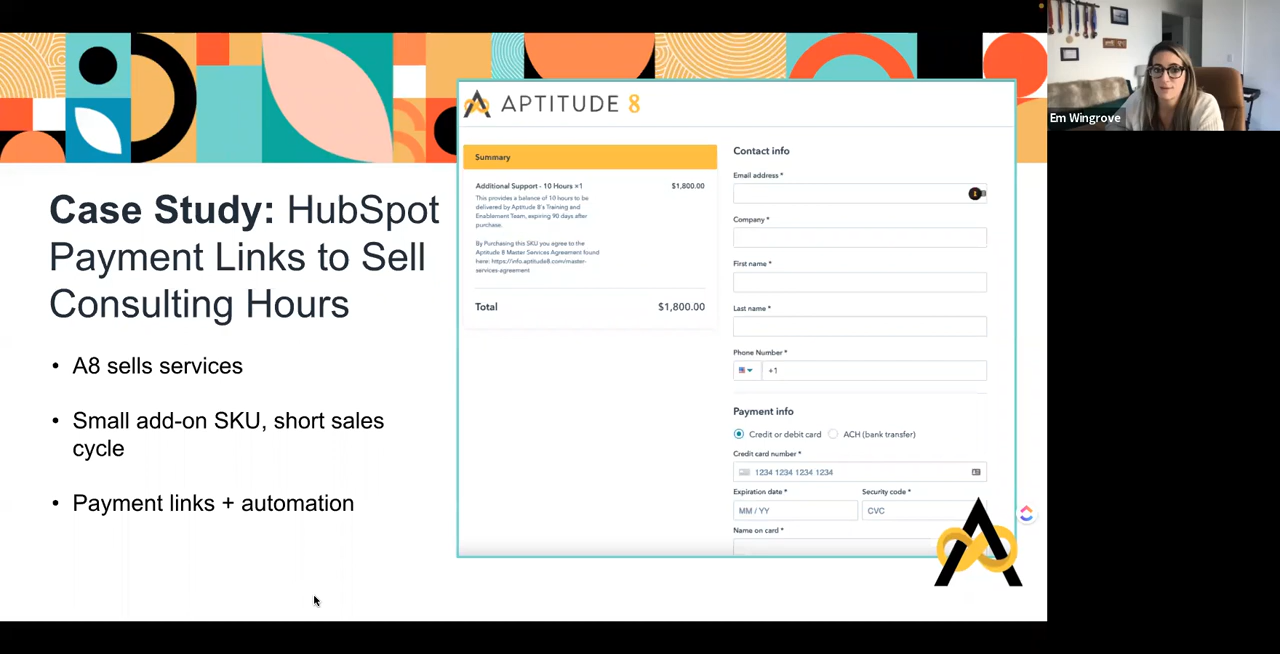 Case Study: HubSpot
Payment Links to Sell
Consulting Hours
• A8 sells services
• Small add-on SKU, short sales
cycle
• Payment links + automation
APTITUDE 8
Summary
Additional Support - 10 Hours ×1 $1,800.00
This provides a balance of 10 hours to be
delivered by Aptitude 8's Training and
Enablement Team, expiring 90 days after
purchase.
By Purchasing this SKU you agree to the
Aptitude 8 Master Services Agreement found
here: https://info.aptitude8.com/master-
services-agreement
Total $1,800.00
Contact info
Email address *
Company *
First name *
Last name *
Phone Number *
+1
Payment info
Credit or debit card ACH (bank transfer)
Credit card number *
1234 1234 1234 1234
Expiration date * Security code *
MM / YY CVC
Name on card *
Em Wingrove